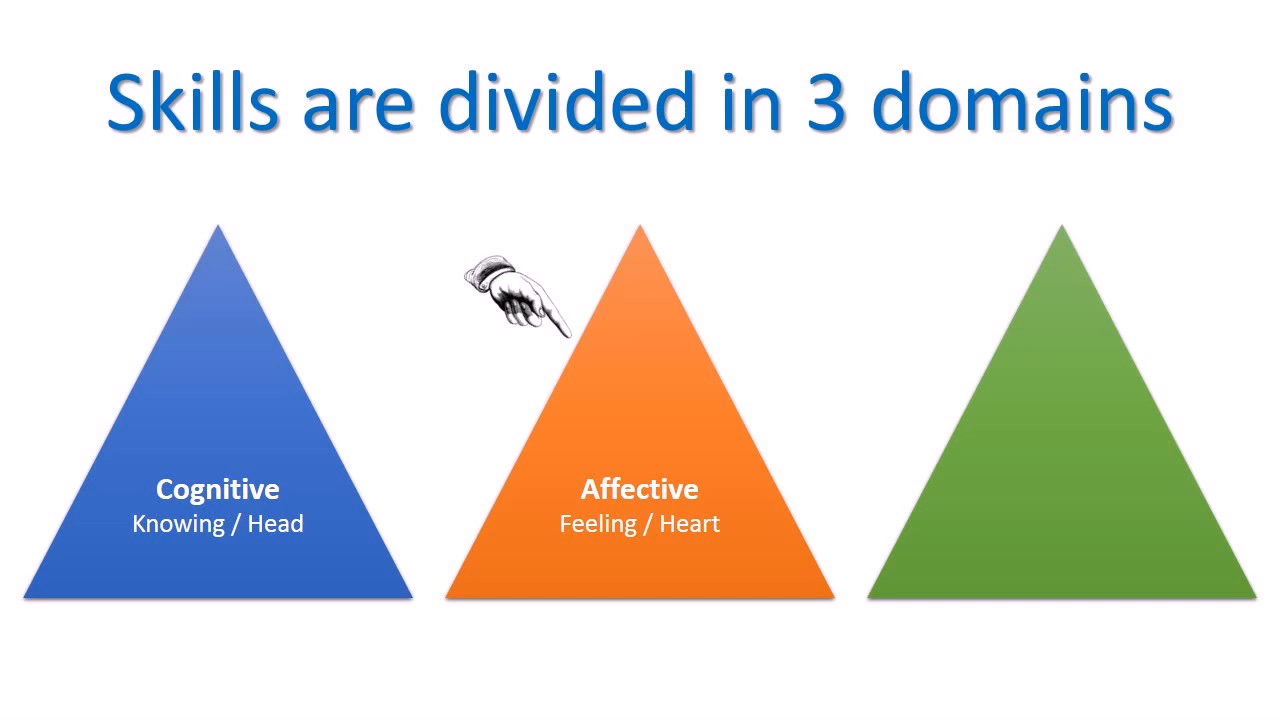 Skills are divided in 3 domains
Cognitive
Knowing / Head
Affective
Feeling / Heart